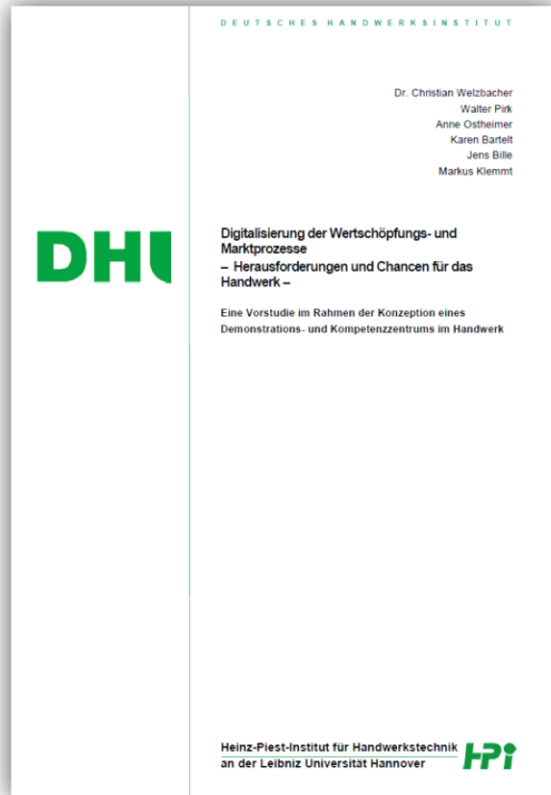 DEUTSCHES HANDWERKSINSTITUT
Dr. Christian Welzbacher
Walter Pirk
Anne Ostheimer
Karen Bartelt
Jens Bille
Markus Klemmt
DHI
Digitalisierung der Wertschöpfungs- und
Marktprozesse
– Herausforderungen und Chancen für das
Handwerk –
Eine Vorstudie im Rahmen der Konzeption eines
Demonstrations- und Kompetenzzentrums im Handwerk
Heinz-Piest-Institut für Handwerkstechnik
an der Leibniz Universität Hannover
HPi